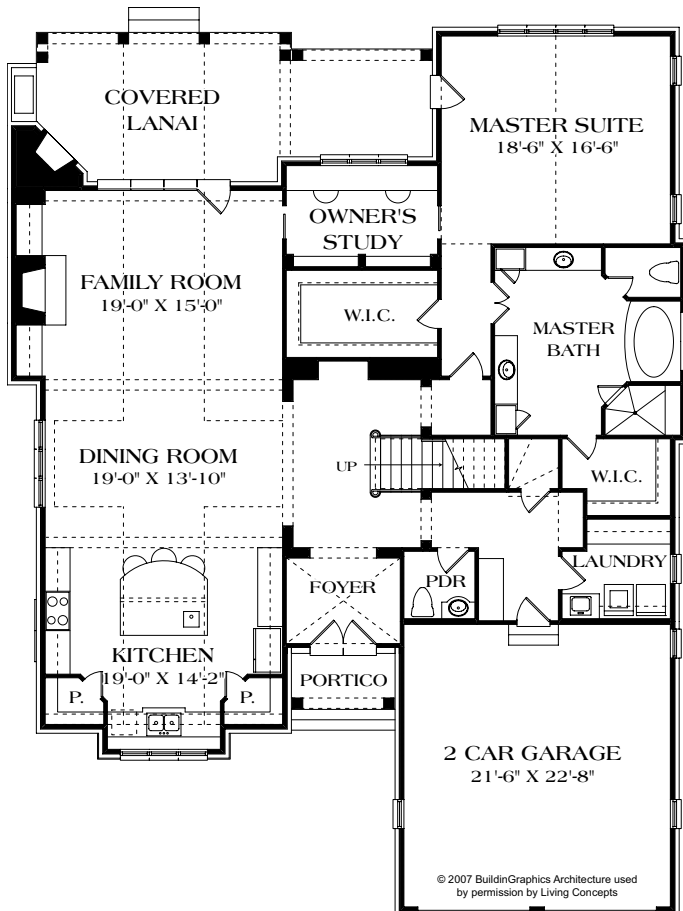 COVERED
LANAI
MASTER SUITE
18'-6" X 16'-6"
OWNER'S
STUDY
FAMILY ROOM
19'-0" X 15'-0"
W.I.C.
MASTER
BATH
DINING ROOM
19'-0" X 13'-10"
UP
W.I.C.
LAUNDRY
FOYER
PDR
KITCHEN
19'-0" X 14'-2"
P.
P.
PORTICO
2 CAR GARAGE
21'-6" X 22'-8"
© 2007 BuildinGraphics Architecture used
by permission by Living Concepts